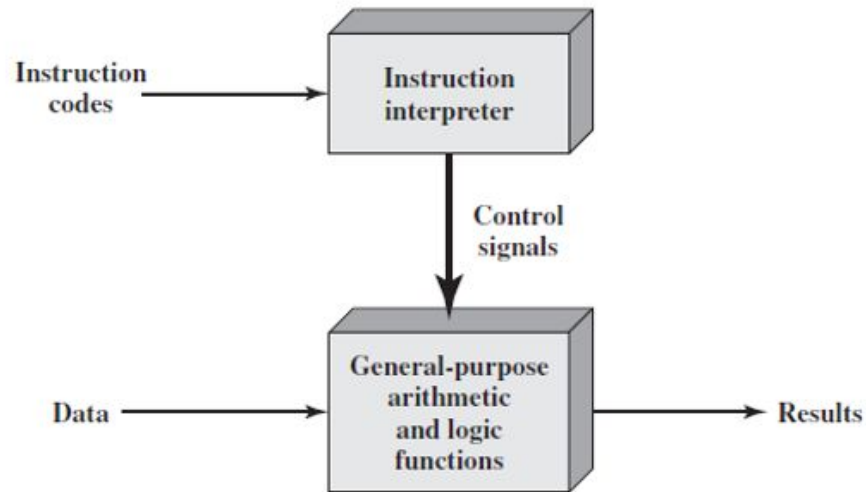 Instruction
codes
Instruction
interpreter
Control
signals
Data
General-purpose
arithmetic
and logic
functions
Results